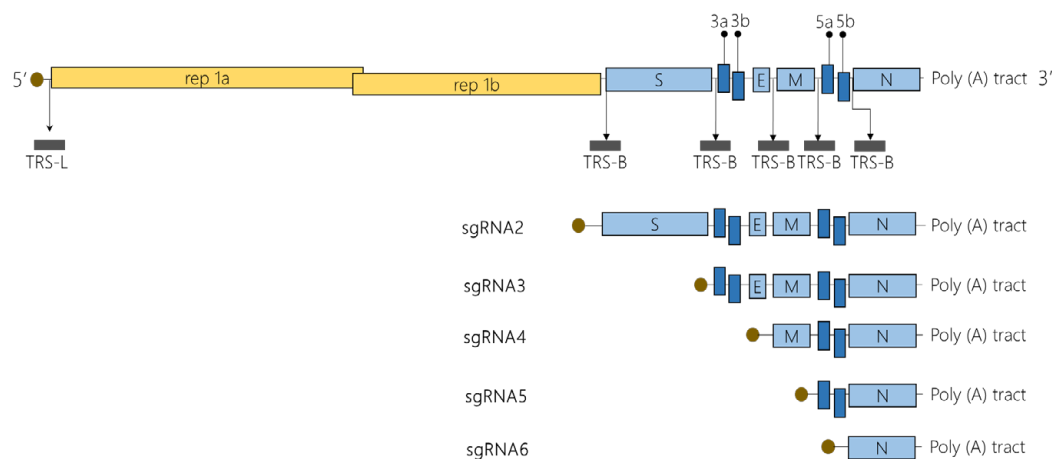 3a 3b 5a 5b
5′ rep 1a rep 1b S E M N Poly (A) tract 3′
TRS-L TRS-B TRS-B TRS-B TRS-B TRS-B
sgRNA2 S E M N Poly (A) tract
sgRNA3 E M N Poly (A) tract
sgRNA4 M N Poly (A) tract
sgRNA5 N Poly (A) tract
sgRNA6 N Poly (A) tract